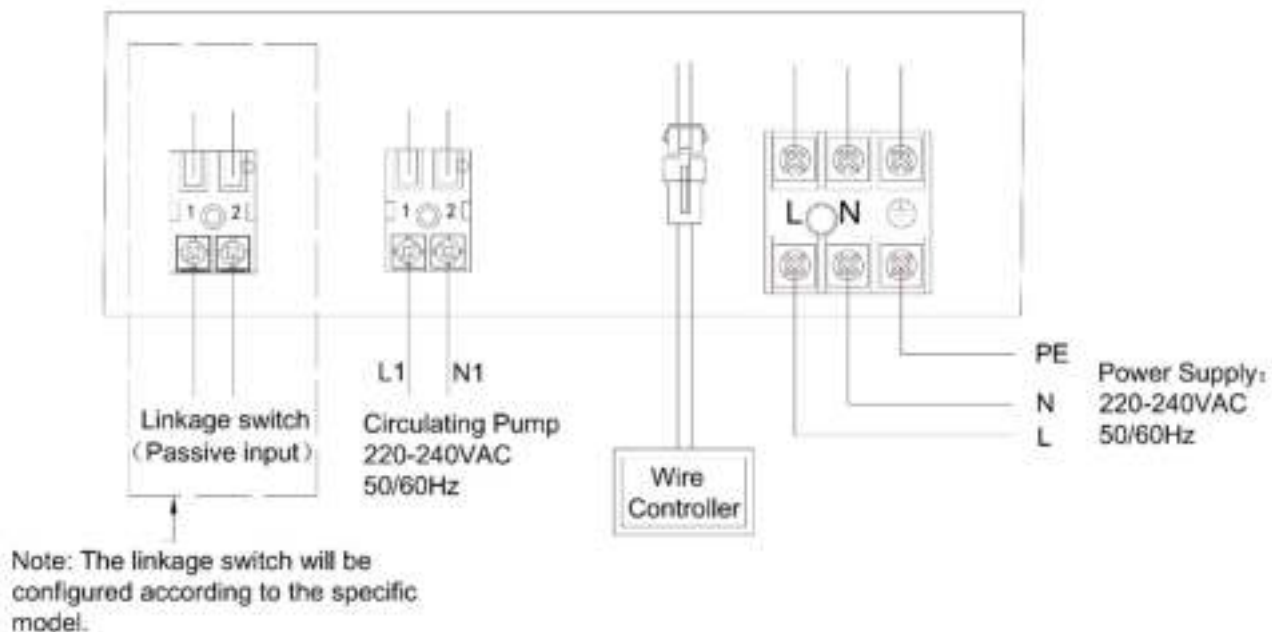 1 2
1 2
L N
L1 N1
Linkage switch
(Passive input)
Circulating Pump
220-240VAC
50/60Hz
Wire
Controller
PE
N
L
Power Supply:
220-240VAC
50/60Hz
Note: The linkage switch will be
configured according to the specific
model.